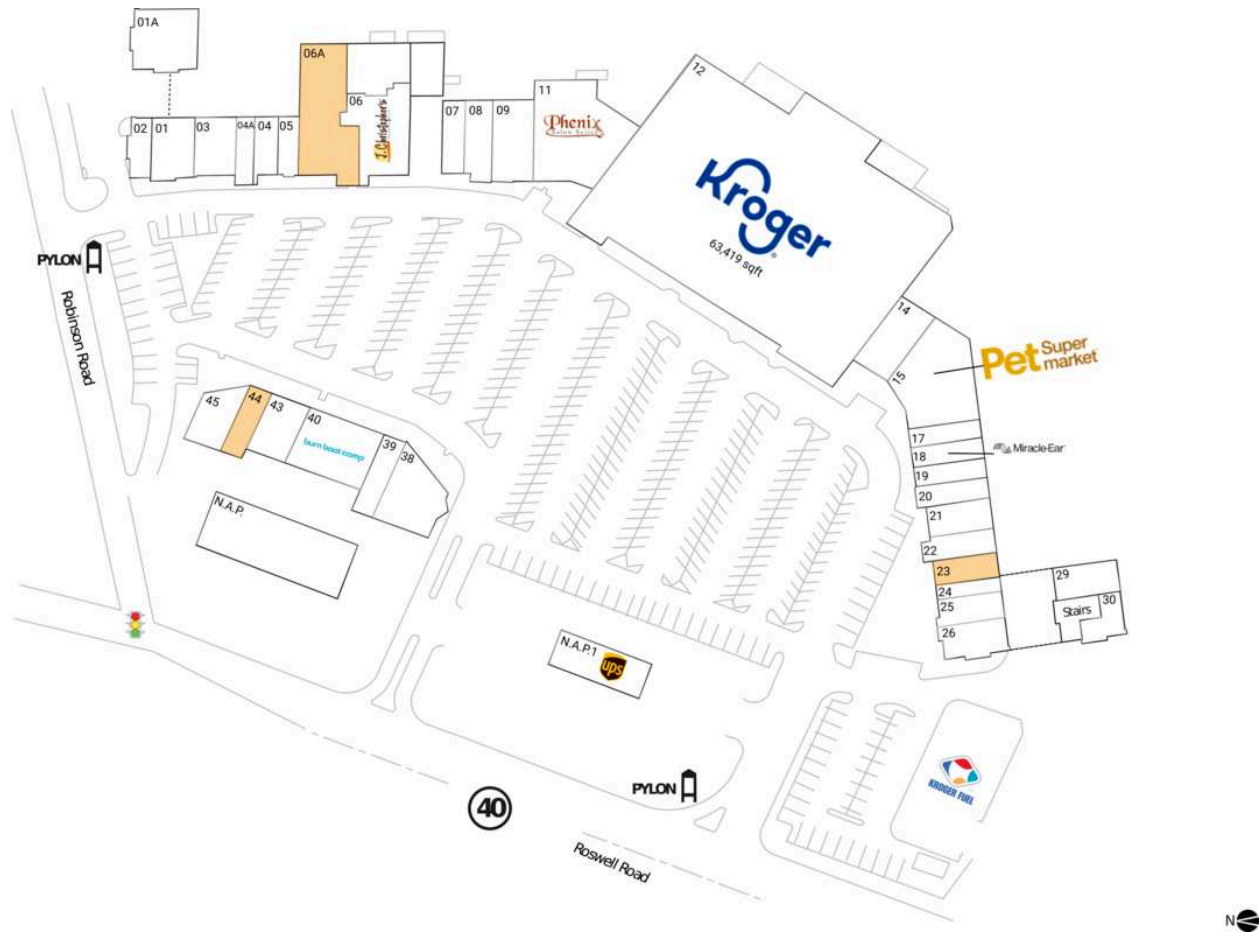 01A
06A
12
06
J.Christopher's
11
Phenix
Salon Suites
02
01
03
04A
04
05
07
08
09
Kroger
63,419 sqft
PYLON
Robinson Road
14
15
Pet Super
market
45
44
43
40
burn boot camp
39
38
17
18
Miracle-Ear
19
20
21
22
23
24
25
26
29
30
Stairs
N.A.P.
N.A.P.1
ups
PYLON
KROGER FUEL
40
Roswell Road
N